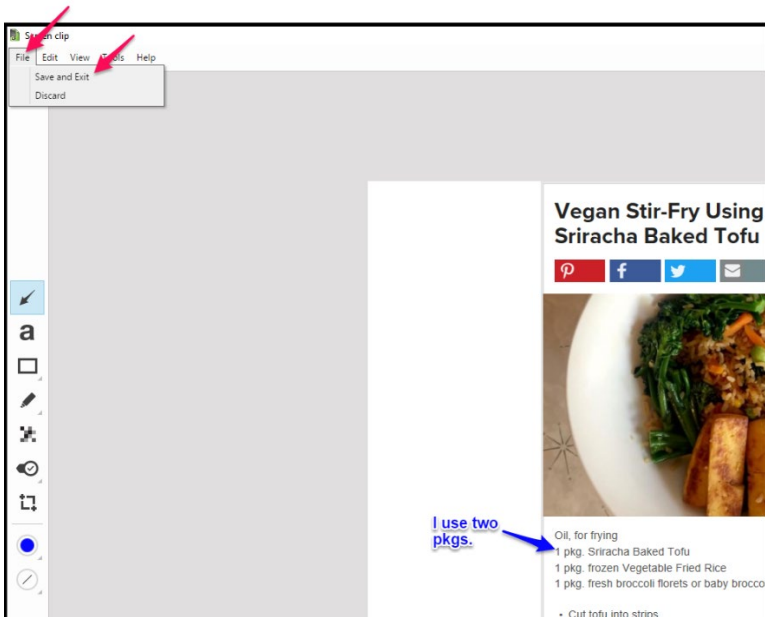 Screen clip
File Edit View Tools Help
Save and Exit
Discard
Vegan Stir-Fry Using
Sriracha Baked Tofu
a
I use two
pkgs.
Oil, for frying
1 pkg. Sriracha Baked Tofu
1 pkg. frozen Vegetable Fried Rice
1 pkg. fresh broccoli florets or baby brocco
• Cut tofu into strips